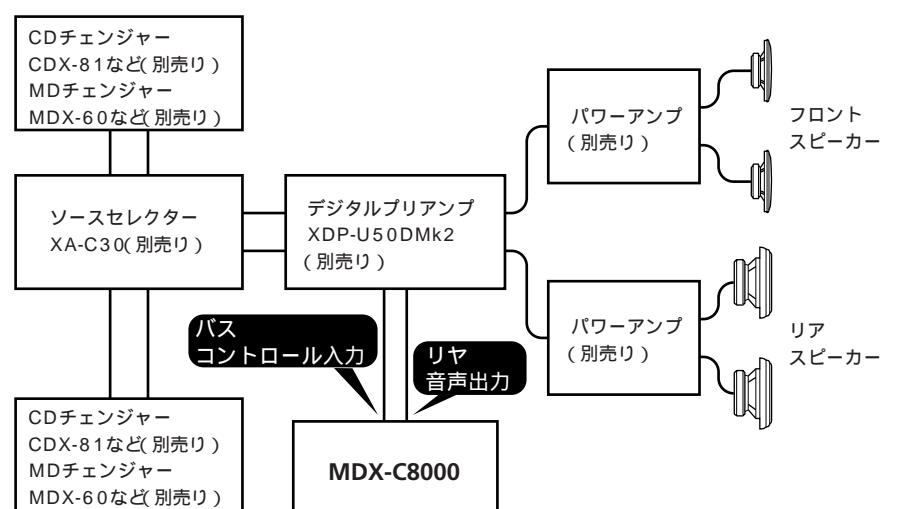 CDチェンジャー
CDX-81など(別売り)
MDチェンジャー
MDX-60など(別売り)
ソースセレクター
XA-C30(別売り)
デジタルプリアンプ
XDP-U50DMk2
(別売り)
パワーアンプ
(別売り)
フロント
スピーカー
パワーアンプ
(別売り)
リア
スピーカー
バス
コントロール入力
リヤ
音声出力
CDチェンジャー
CDX-81など(別売り)
MDチェンジャー
MDX-60など(別売り)
MDX-C8000